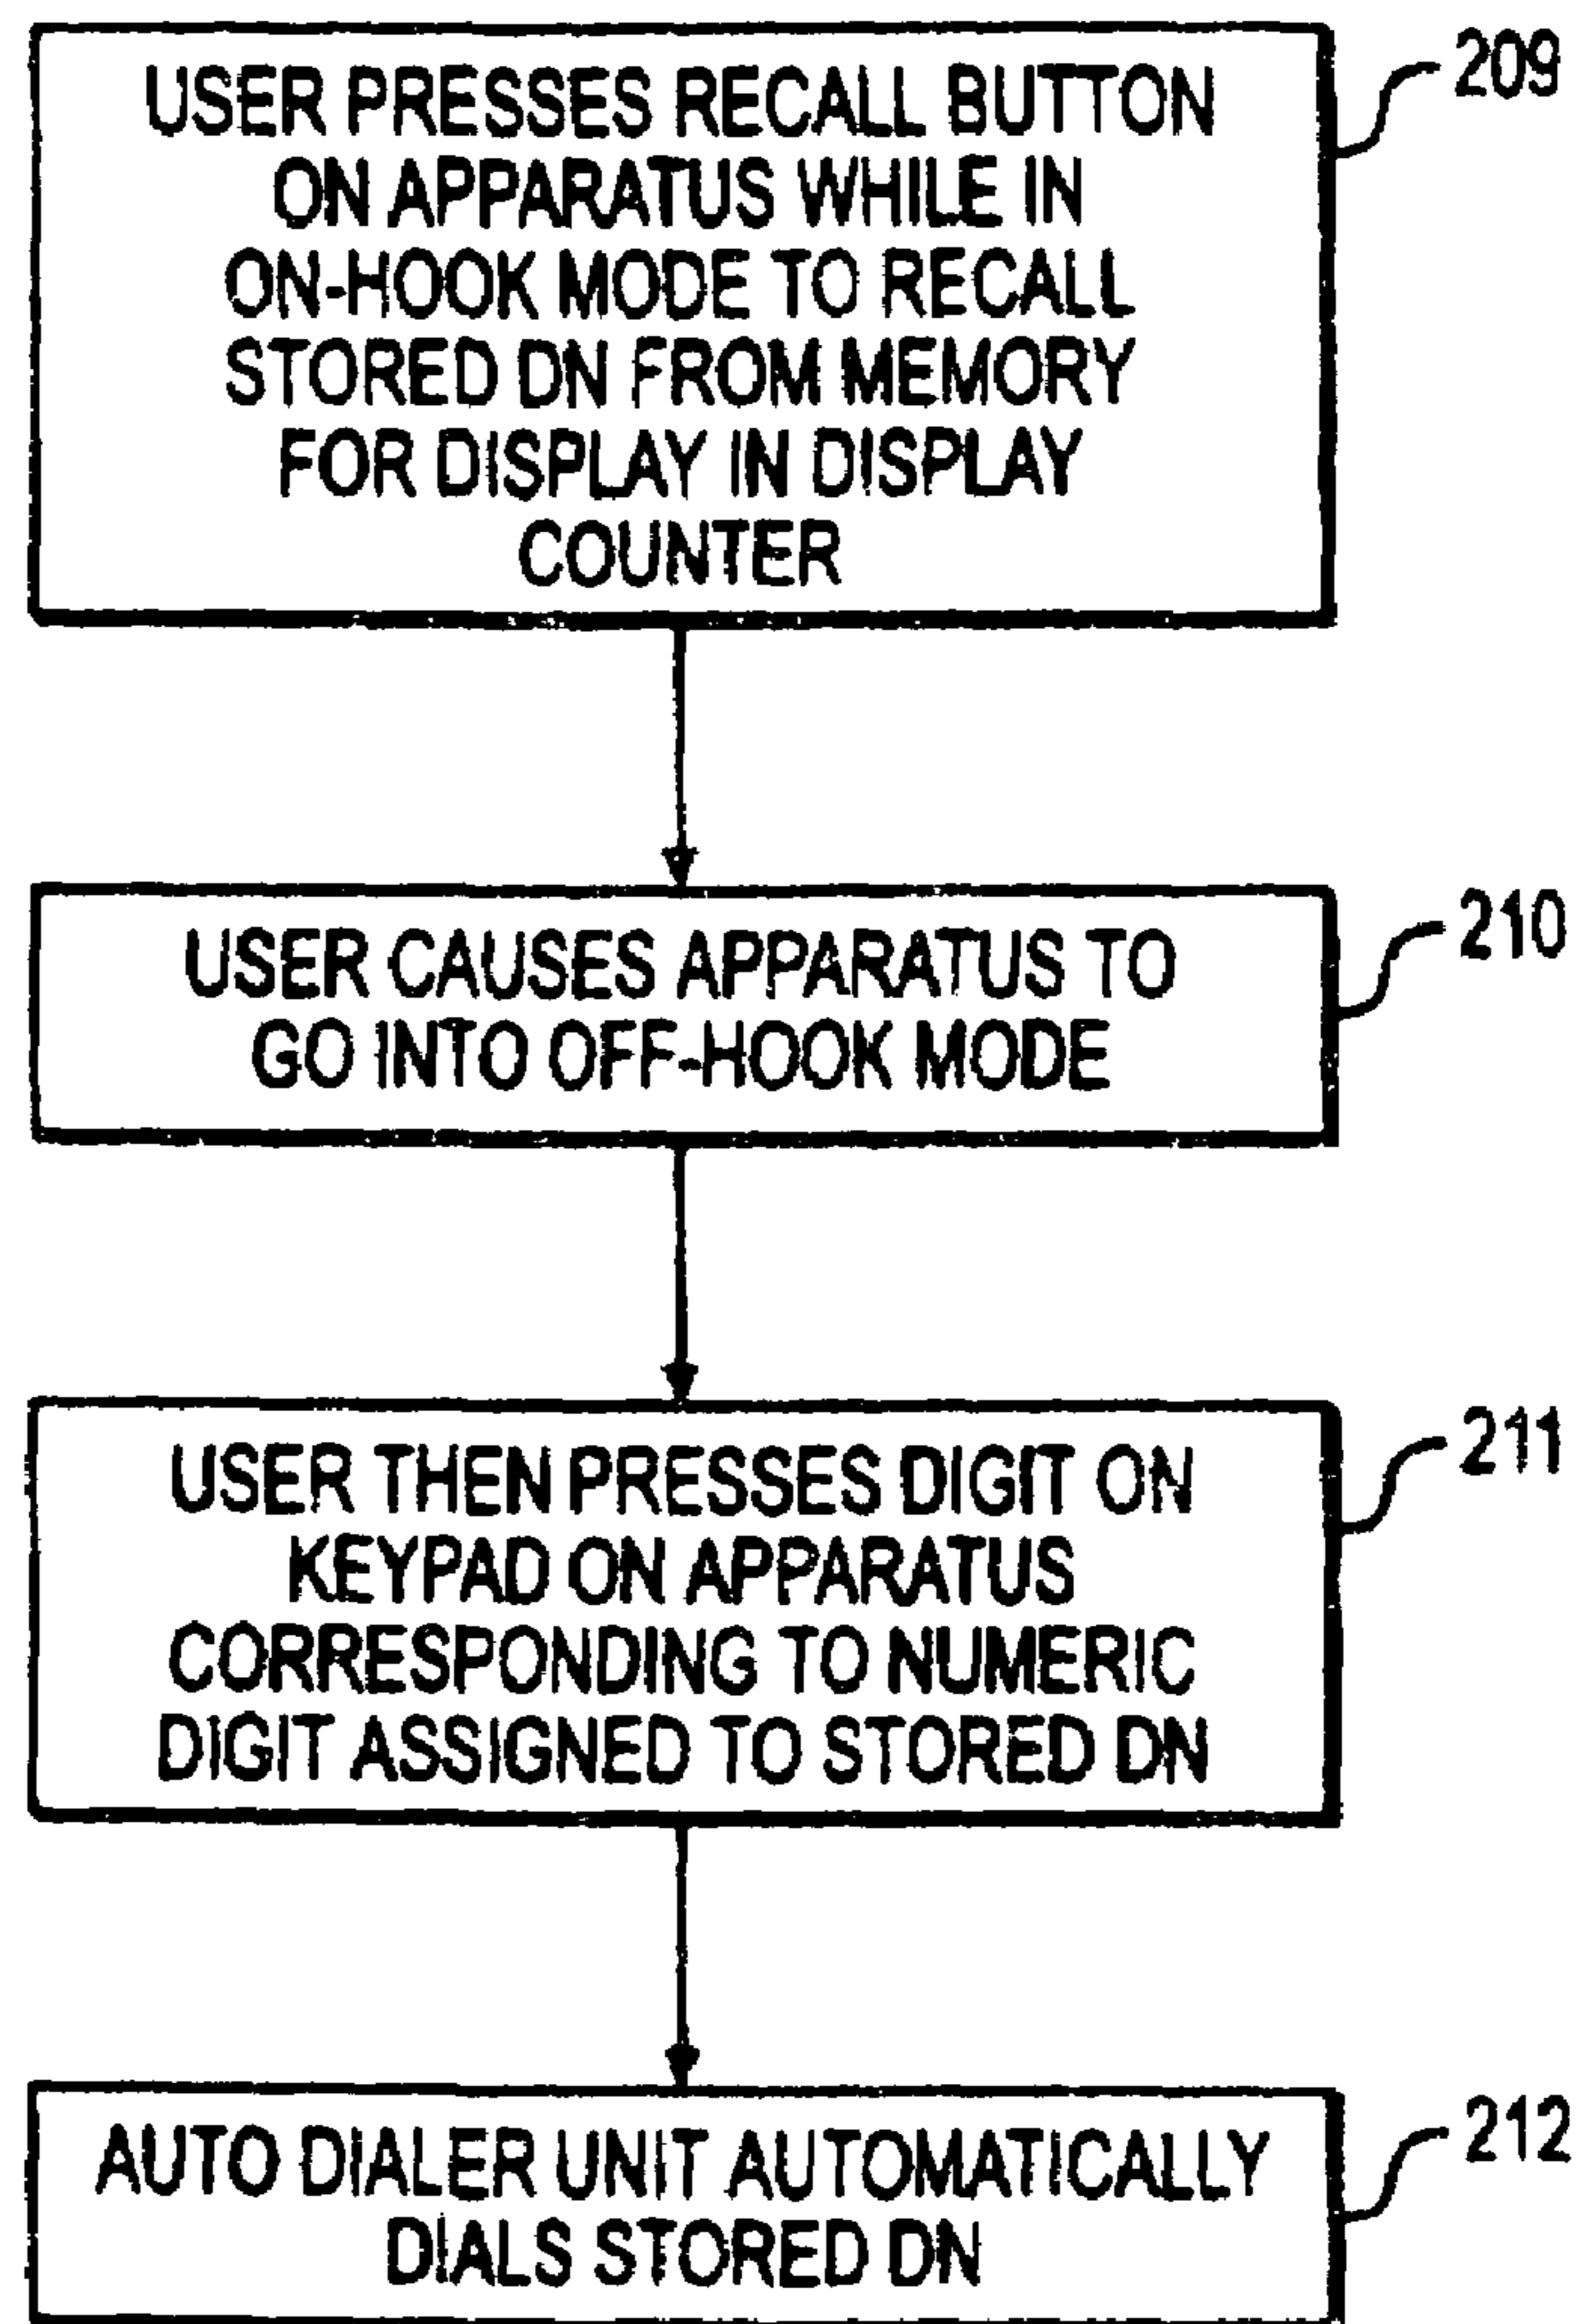 USER PRESSES RECALL BUTTON
ON APPARATUS WHILE IN
ON-HOOK MODE TO RECALL
STORED DN FROM MEMORY
FOR DISPLAY IN DISPLAY
COUNTER
209
USER CAUSES APPARATUS TO
GO INTO OFF-HOOK MODE
210
USER THEN PRESSES DIGIT ON
KEYPAD ON APPARATUS
CORRESPONDING TO NUMERIC
DIGIT ASSIGNED TO STORED DN
211
AUTO DIALER UNIT AUTOMATICALLY
DIALS STORED DN
212